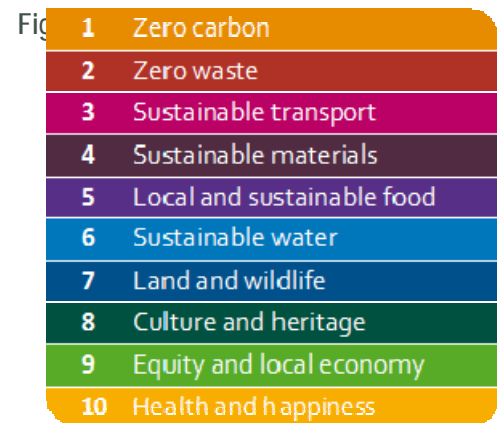 Fig
1 Zero carbon
2 Zero waste
3 Sustainable transport
4 Sustainable materials
5 Local and sustainable food
6 Sustainable water
7 Land and wildlife
8 Culture and heritage
9 Equity and local economy
10 Health and happiness